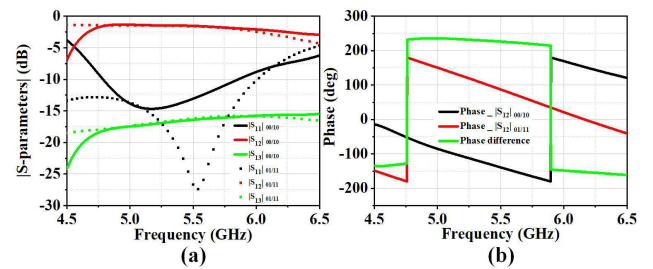 |S-parameters| (dB)
0
-5
-10
-15
-20
-25
-30
4.5 5.0 5.5 6.0 6.5
Frequency (GHz)
|S11| 00/10
|S12| 00/10
|S13| 00/10
|S11| 01/11
|S12| 01/11
|S13| 01/11
(a)
Phase (deg)
300
200
100
0
-100
-200
4.5 5.0 5.5 6.0 6.5
Frequency (GHz)
Phase _ |S12| 00/10
Phase _ |S12| 01/11
Phase difference
(b)